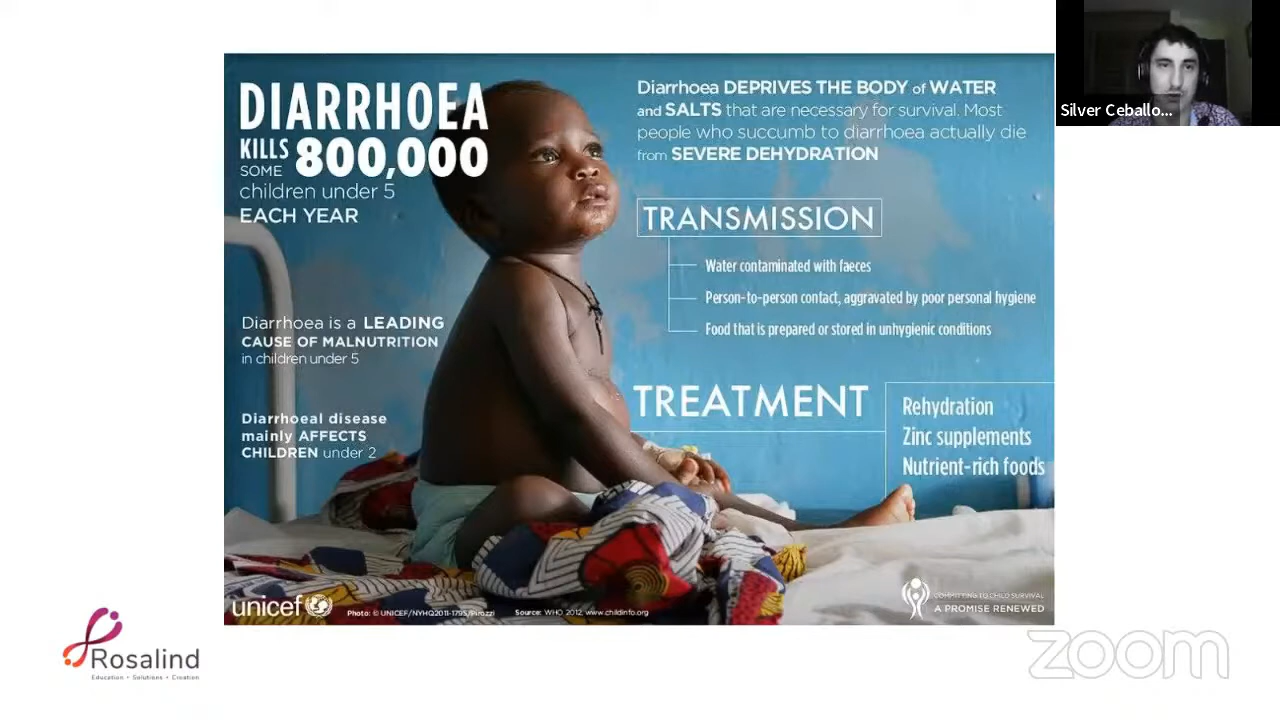 DIARRHOEA
KILLS SOME 800,000
children under 5
EACH YEAR
Diarrhoea is a LEADING
CAUSE OF MALNUTRITION
in children under 5
Diarrhoeal disease
mainly AFFECTS
CHILDREN under 2
Diarrhoea DEPRIVES THE BODY of WATER
and SALTS that are necessary for survival. Most
people who succumb to diarrhoea actually die
from SEVERE DEHYDRATION
TRANSMISSION
Water contaminated with faeces
Person-to-person contact, aggravated by poor personal hygiene
Food that is prepared or stored in unhygienic conditions
TREATMENT
Rehydration
Zinc supplements
Nutrient-rich foods
unicef
Photo: © UNICEF/NYHQ2011-1795/Pirozzi
Source: WHO 2012, www.childinfo.org
COMMITTING TO CHILD SURVIVAL
A PROMISE RENEWED
Silver Ceballo...
Rosalind
Education • Solutions • Creation
zoom